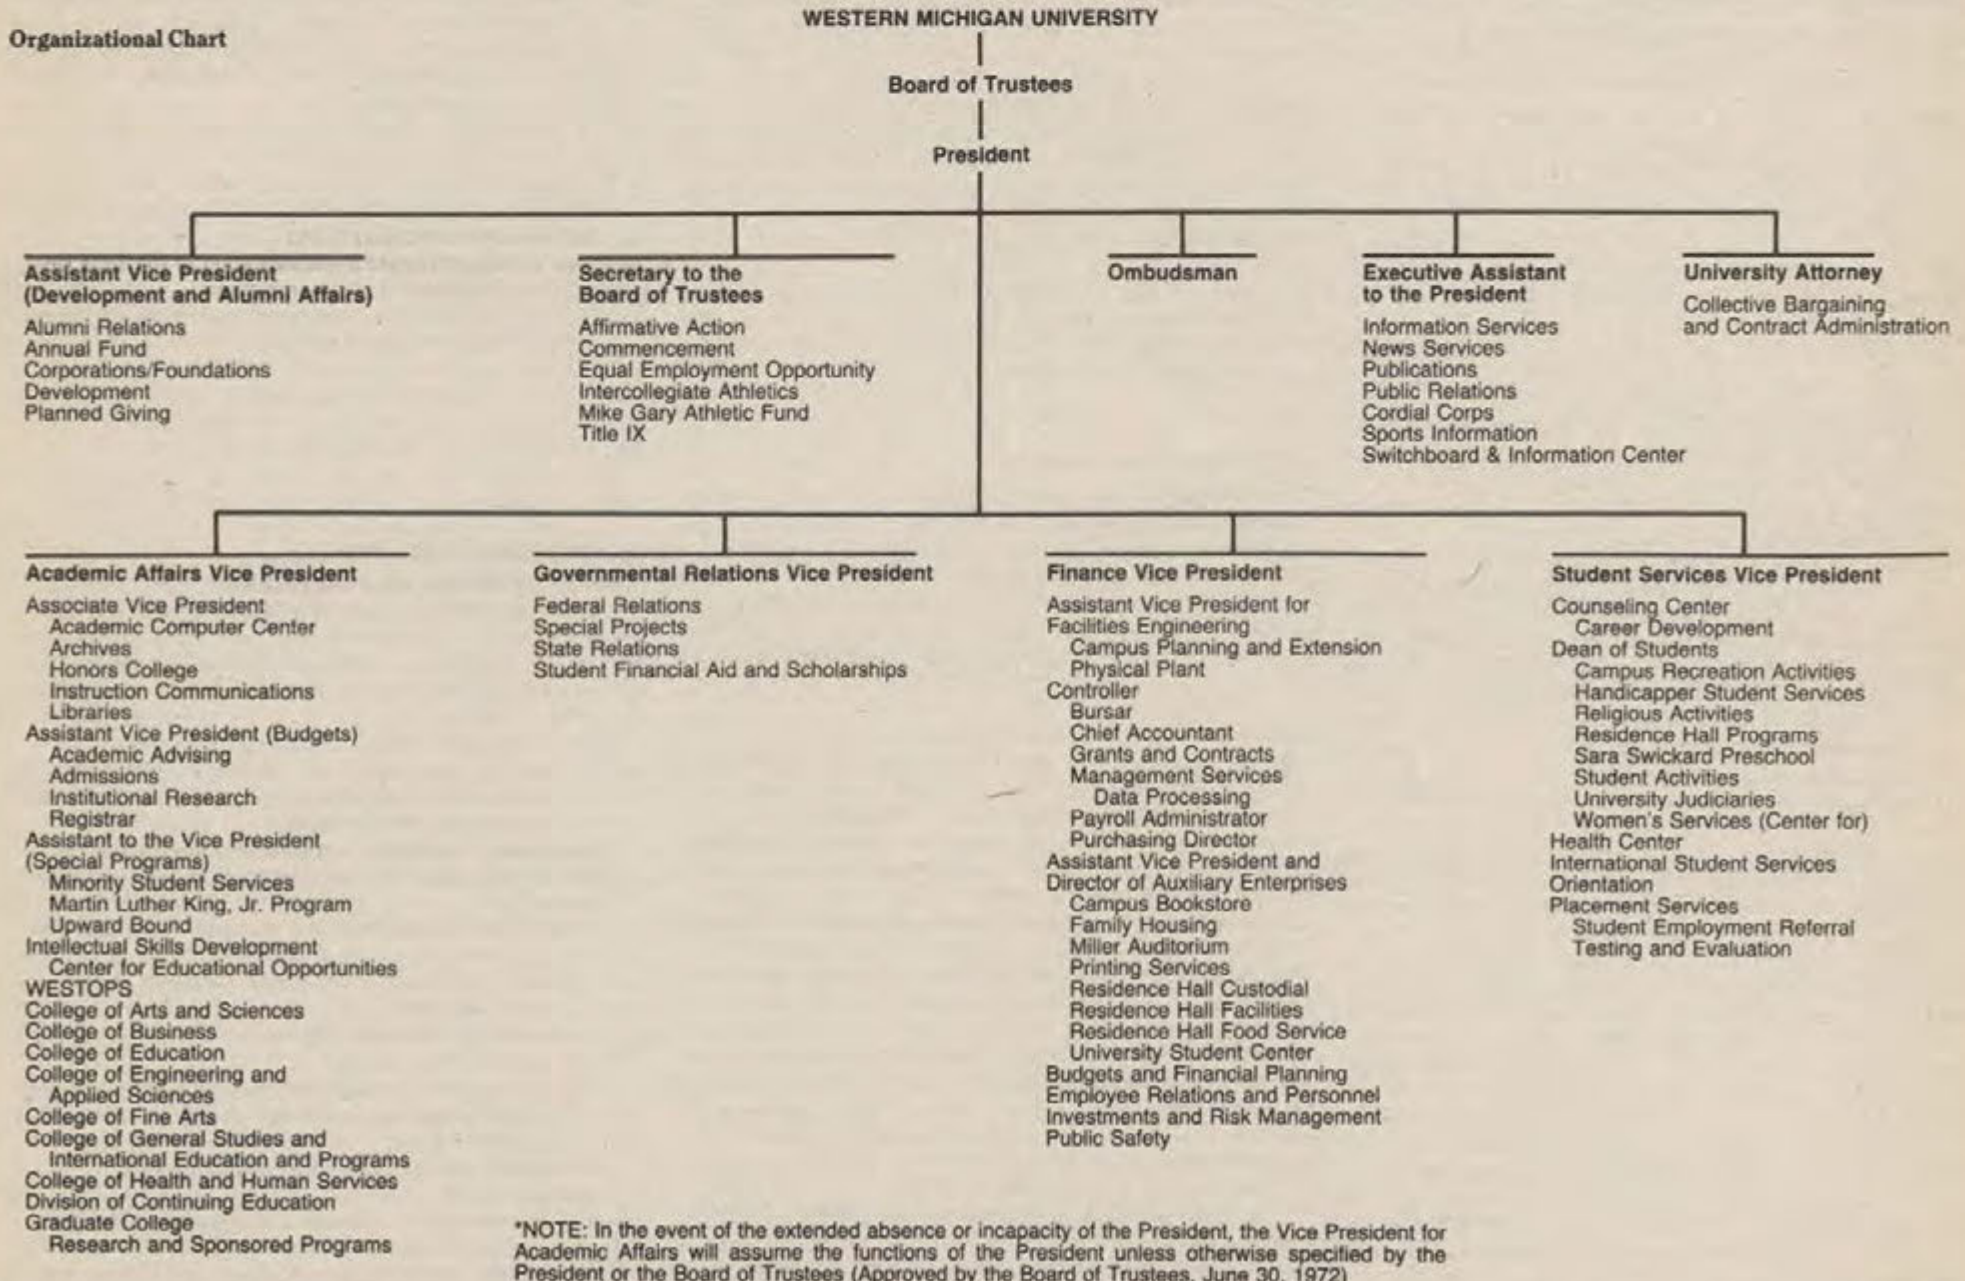 WESTERN MICHIGAN UNIVERSITY
Organizational Chart
Board of Trustees
President
Assistant Vice President
(Development and Alumni Affairs)
Alumni Relations
Annual Fund
Corporations/Foundations
Development
Planned Giving
Secretary to the
Board of Trustees
Affirmative Action
Commencement
Equal Employment Opportunity
Intercollegiate Athletics
Mike Gary Athletic Fund
Title IX
Ombudsman
Executive Assistant
to the President
Information Services
News Services
Publications
Public Relations
Cordial Corps
Sports Information
Switchboard & Information Center
University Attorney
Collective Bargaining
and Contract Administration
Academic Affairs Vice President
Associate Vice President
Academic Computer Center
Archives
Honors College
Instruction Communications
Libraries
Assistant Vice President (Budgets)
Academic Advising
Admissions
Institutional Research
Registrar
Assistant to the Vice President
(Special Programs)
Minority Student Services
Martin Luther King, Jr. Program
Upward Bound
Intellectual Skills Development
Center for Educational Opportunities
WESTOPS
College of Arts and Sciences
College of Business
College of Education
College of Engineering and
Applied Sciences
College of Fine Arts
College of General Studies and
International Education and Programs
College of Health and Human Services
Division of Continuing Education
Graduate College
Research and Sponsored Programs
Governmental Relations Vice President
Federal Relations
Special Projects
State Relations
Student Financial Aid and Scholarships
Finance Vice President
Assistant Vice President for
Facilities Engineering
Campus Planning and Extension
Physical Plant
Controller
Bursar
Chief Accountant
Grants and Contracts
Management Services
Data Processing
Payroll Administrator
Purchasing Director
Assistant Vice President and
Director of Auxiliary Enterprises
Campus Bookstore
Family Housing
Miller Auditorium
Printing Services
Residence Hall Custodial
Residence Hall Facilities
Residence Hall Food Service
University Student Center
Budgets and Financial Planning
Employee Relations and Personnel
Investments and Risk Management
Public Safety
Student Services Vice President
Counseling Center
Career Development
Dean of Students
Campus Recreation Activities
Handicapper Student Services
Religious Activities
Residence Hall Programs
Sara Swickard Preschool
Student Activities
University Judiciaries
Women's Services (Center for)
Health Center
International Student Services
Orientation
Placement Services
Student Employment Referral
Testing and Evaluation
*NOTE: In the event of the extended absence or incapacity of the President, the Vice President for
Academic Affairs will assume the functions of the President unless otherwise specified by the
President or the Board of Trustees (Approved by the Board of Trustees, June 30, 1972)